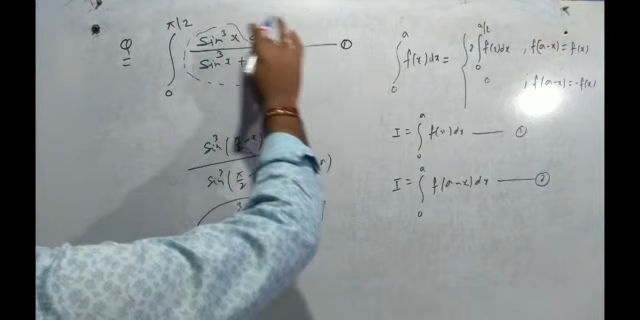 Q = ∫₀^{π/2} sin³x
sin³x + — ①
sin³(π/2 - x)
sin³(π/2
∫₀^a f(x)dx = { 2∫₀^{a/2} f(x)dx , f(a-x) = f(x)
0 ; f(a-x) = -f(x)
I = ∫₀^a f(x)dx — ①
I = ∫₀^a f(a-x)dx — ②